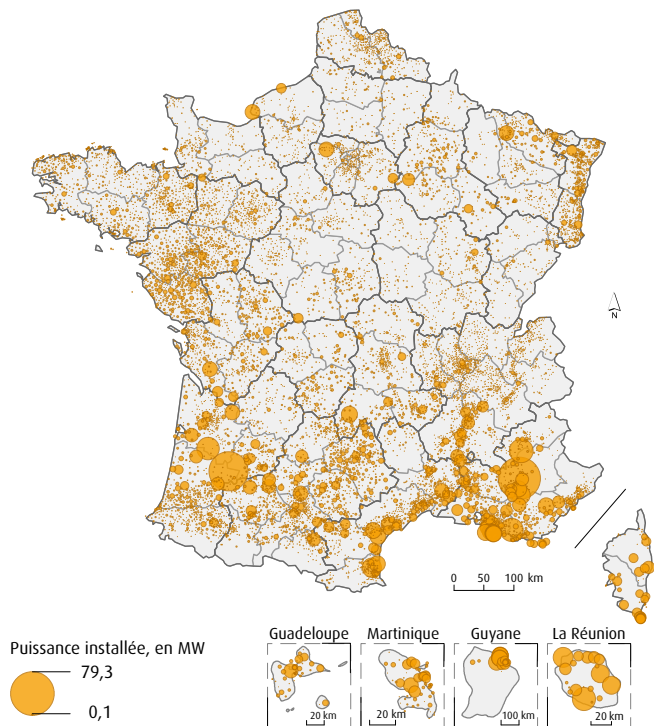 N
0 50 100 km
Puissance installée, en MW
79,3
0,1
Guadeloupe
20 km
Martinique
20 km
Guyane
100 km
La Réunion
20 km